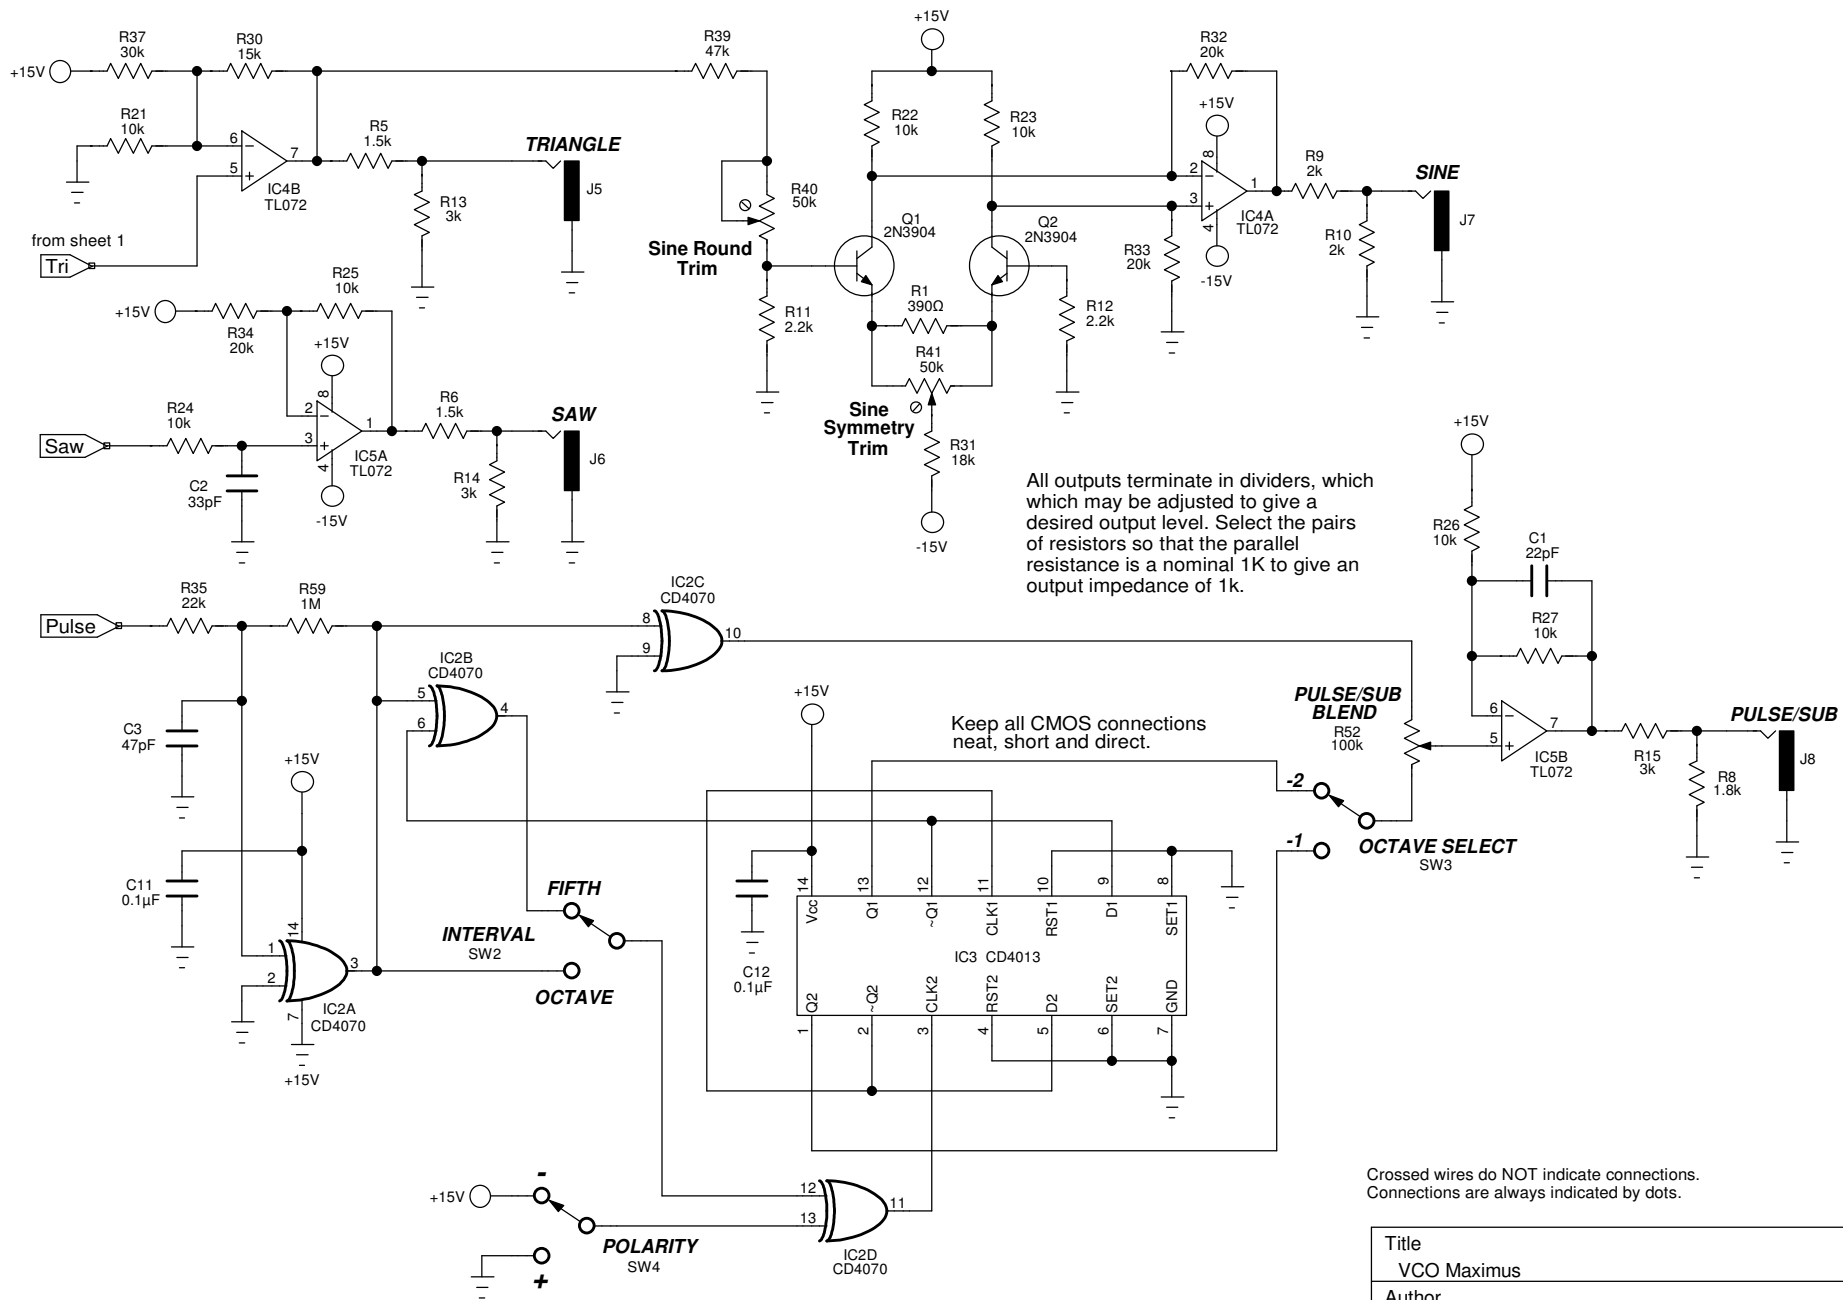 +15V
R37
30k
R30
15k
R21
10k
6
5
7
IC4B
TL072
R5
1.5k
TRIANGLE
R13
3k
J5
from sheet 1
Tri
R39
47k
R40
50k
Sine Round
Trim
R11
2.2k
+15V
R22
10k
R23
10k
Q1
2N3904
Q2
2N3904
R1
390Ω
R41
50k
Sine
Symmetry
Trim
R12
2.2k
R31
18k
-15V
R32
20k
+15V
8
2
3
1
4
IC4A
TL072
-15V
R33
20k
R9
2k
SINE
R10
2k
J7
+15V
R34
20k
R25
10k
+15V
8
2
3
1
4
IC5A
TL072
-15V
Saw
R24
10k
C2
33pF
R6
1.5k
SAW
R14
3k
J6
All outputs terminate in dividers, which
which may be adjusted to give a
desired output level. Select the pairs
of resistors so that the parallel
resistance is a nominal 1K to give an
output impedance of 1k.
+15V
R26
10k
C1
22pF
R27
10k
6
5
7
IC5B
TL072
R15
3k
PULSE/SUB
R8
1.8k
J8
Pulse
R35
22k
R59
1M
C3
47pF
IC2B
CD4070
5
6
4
IC2C
CD4070
8
9
10
PULSE/SUB
BLEND
R52
100k
+15V
C11
0.1µF
14
1
2
3
7
IC2A
CD4070
+15V
FIFTH
INTERVAL
SW2
OCTAVE
+15V
Keep all CMOS connections
neat, short and direct.
C12
0.1µF
-2
-1
OCTAVE SELECT
SW3
14
13
12
11
10
9
8
Vcc
Q1
~Q1
CLK1
RST1
D1
SET1
IC3 CD4013
Q2
~Q2
CLK2
RST2
D2
SET2
GND
1
2
3
4
5
6
7
+15V
-
+
POLARITY
SW4
12
13
11
IC2D
CD4070
Crossed wires do NOT indicate connections.
Connections are always indicated by dots.
Title
VCO Maximus
Author